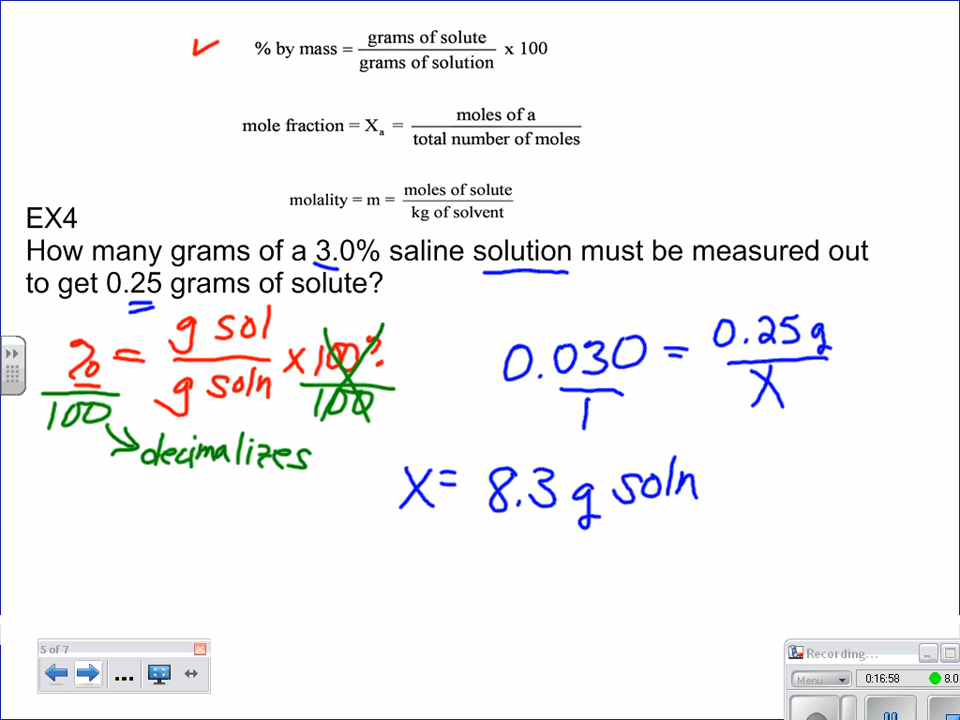 ✓ % by mass = grams of solute / grams of solution x 100
mole fraction = Xₐ = moles of a / total number of moles
molality = m = moles of solute / kg of solvent
EX4
How many grams of a 3.0% saline solution must be measured out
to get 0.25 grams of solute?
%/100 = g sol / g soln × 100%/100
decimalizes
0.030/1 = 0.25 g / X
X = 8.3 g soln
5 of 7
...
Recording...
Menu
0:16:58
8.0